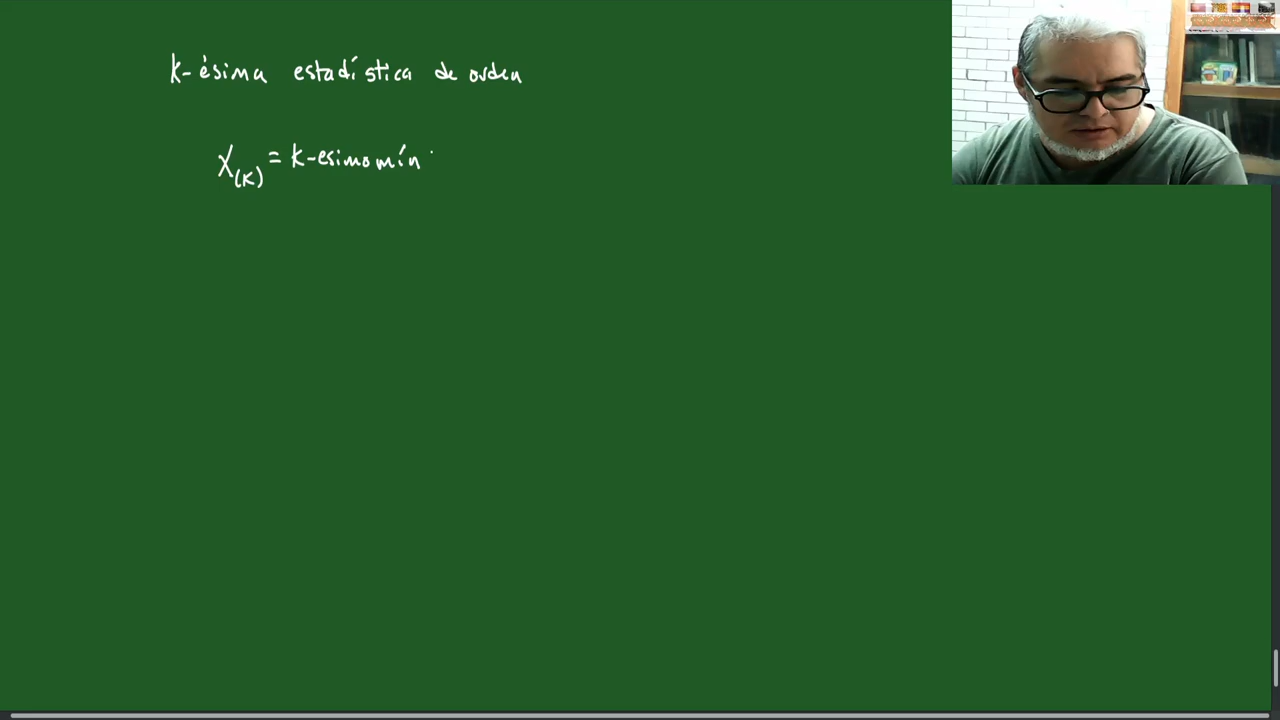 k-ésima estadística de orden
X(k) = k-esimo mín